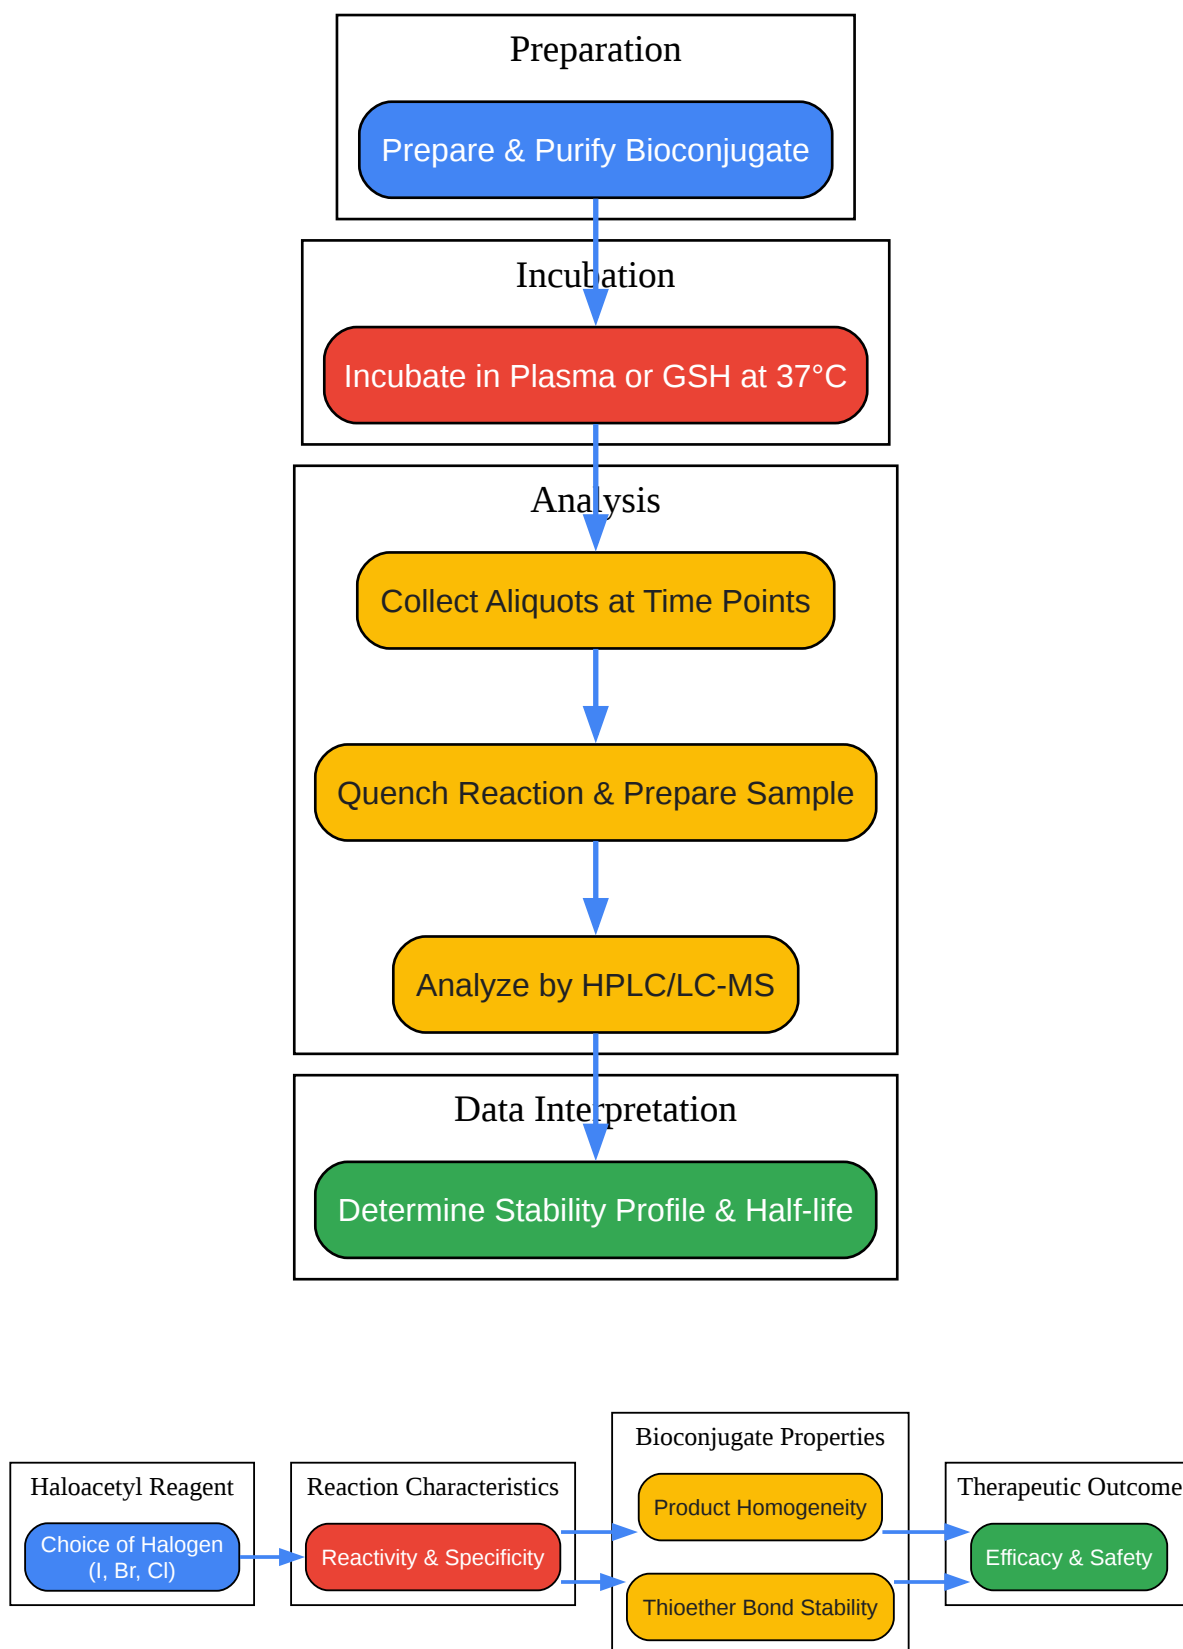 Preparation
Prepare & Purify Bioconjugate
Incubation
Incubate in Plasma or GSH at 37°C
Analysis
Collect Aliquots at Time Points
Quench Reaction & Prepare Sample
Analyze by HPLC/LC-MS
Data Interpretation
Determine Stability Profile & Half-life
Haloacetyl Reagent
Choice of Halogen
(I, Br, Cl)
Reaction Characteristics
Reactivity & Specificity
Bioconjugate Properties
Product Homogeneity
Thioether Bond Stability
Therapeutic Outcome
Efficacy & Safety